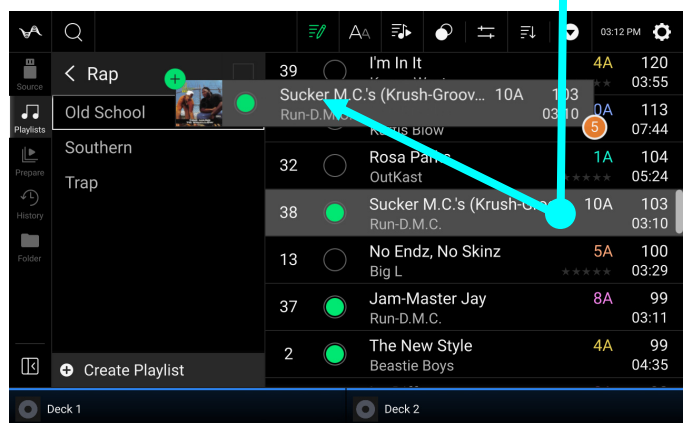 03:12 PM
Source
Playlists
Prepare
History
Folder
Rap
Old School
Southern
Trap
Create Playlist
39 I'm In It 4A 120
03:55
Sucker M.C.'s (Krush-Groov... 10A 103
Run-D.M.C. 03:10
0A 113
Kurtis Blow 07:44
5
32 Rosa Parks 1A 104
OutKast 05:24
38 Sucker M.C.'s (Krush-Groo 10A 103
Run-D.M.C. 03:10
13 No Endz, No Skinz 5A 100
Big L 03:29
37 Jam-Master Jay 8A 99
Run-D.M.C. 03:11
2 The New Style 4A 99
Beastie Boys 04:35
Deck 1
Deck 2